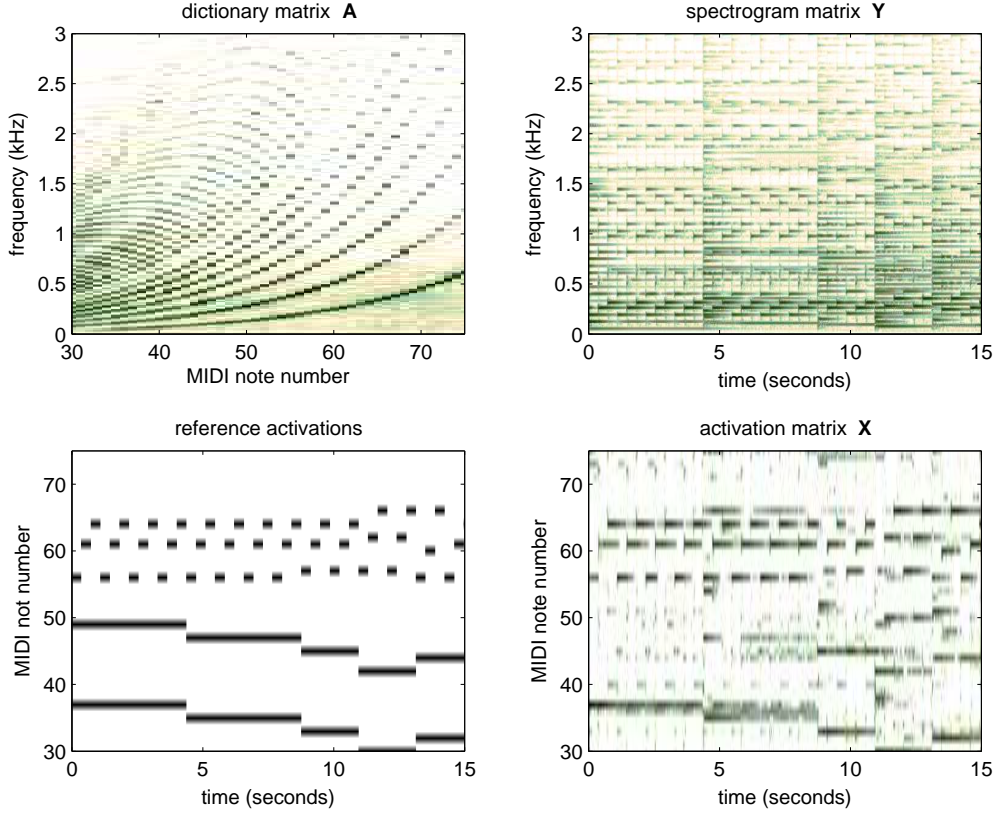 dictionary matrix A
3
2.5
2
1.5
1
0.5
0
frequency (kHz)
30 40 50 60 70
MIDI note number
spectrogram matrix Y
3
2.5
2
1.5
1
0.5
0
frequency (kHz)
0 5 10 15
time (seconds)
reference activations
70
60
50
40
30
MIDI not number
0 5 10 15
time (seconds)
activation matrix X
70
60
50
40
30
MIDI note number
0 5 10 15
time (seconds)